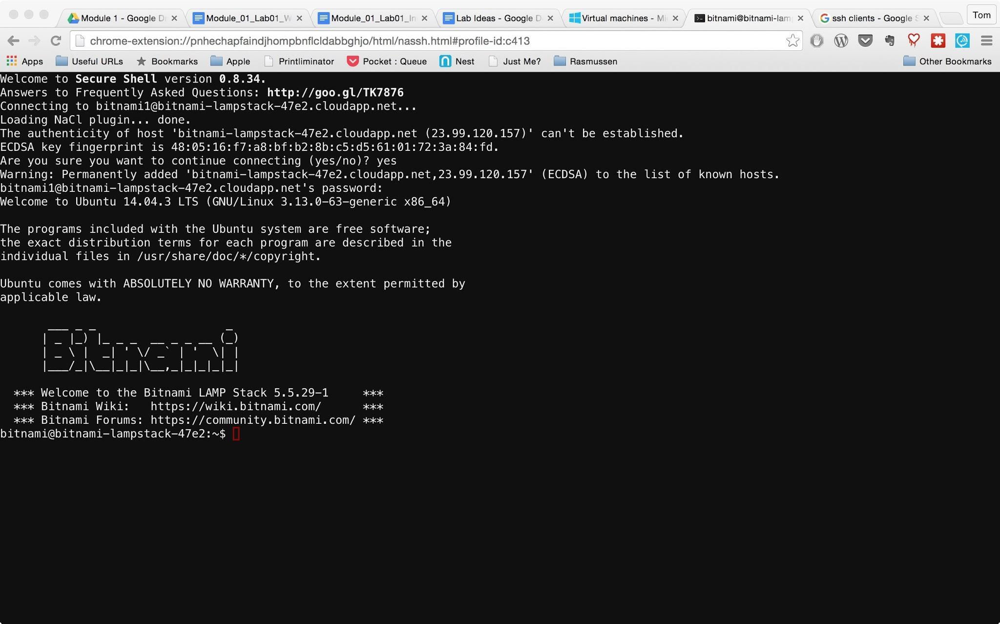 Module 1 - Google Dr
Module_01_Lab01_W
Module_01_Lab01_In
Lab Ideas - Google D
Virtual machines - Mi
bitnami@bitnami-lam
ssh clients - Google S
Tom
chrome-extension://pnhechapfaindjhompbnflcldabbghjo/html/nassh.html#profile-id:c413
Apps Useful URLs Bookmarks Apple Printliminator Pocket : Queue Nest Just Me? Rasmussen Other Bookmarks
Welcome to Secure Shell version 0.8.34.
Answers to Frequently Asked Questions: http://goo.gl/TK7876
Connecting to bitnami1@bitnami-lampstack-47e2.cloudapp.net...
Loading NaCl plugin... done.
The authenticity of host 'bitnami-lampstack-47e2.cloudapp.net (23.99.120.157)' can't be established.
ECDSA key fingerprint is 48:05:16:f7:a8:bf:b2:8b:c5:d5:61:01:72:3a:84:fd.
Are you sure you want to continue connecting (yes/no)? yes
Warning: Permanently added 'bitnami-lampstack-47e2.cloudapp.net,23.99.120.157' (ECDSA) to the list of known hosts.
bitnami1@bitnami-lampstack-47e2.cloudapp.net's password:
Welcome to Ubuntu 14.04.3 LTS (GNU/Linux 3.13.0-63-generic x86_64)
The programs included with the Ubuntu system are free software;
the exact distribution terms for each program are described in the
individual files in /usr/share/doc/*/copyright.
Ubuntu comes with ABSOLUTELY NO WARRANTY, to the extent permitted by
applicable law.
Bitnami
*** Welcome to the Bitnami LAMP Stack 5.5.29-1 ***
*** Bitnami Wiki: https://wiki.bitnami.com/ ***
*** Bitnami Forums: https://community.bitnami.com/ ***
bitnami@bitnami-lampstack-47e2:~$